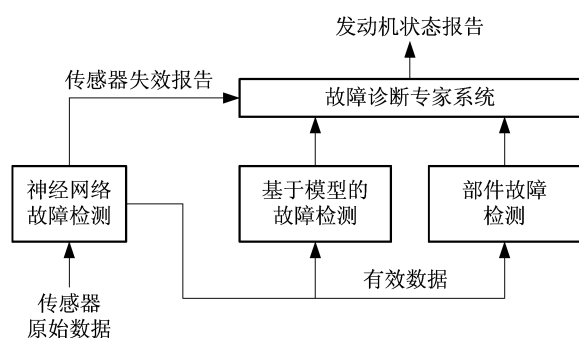 发动机状态报告
传感器失效报告
故障诊断专家系统
神经网络
故障检测
基于模型的
故障检测
部件故障
检测
有效数据
传感器
原始数据